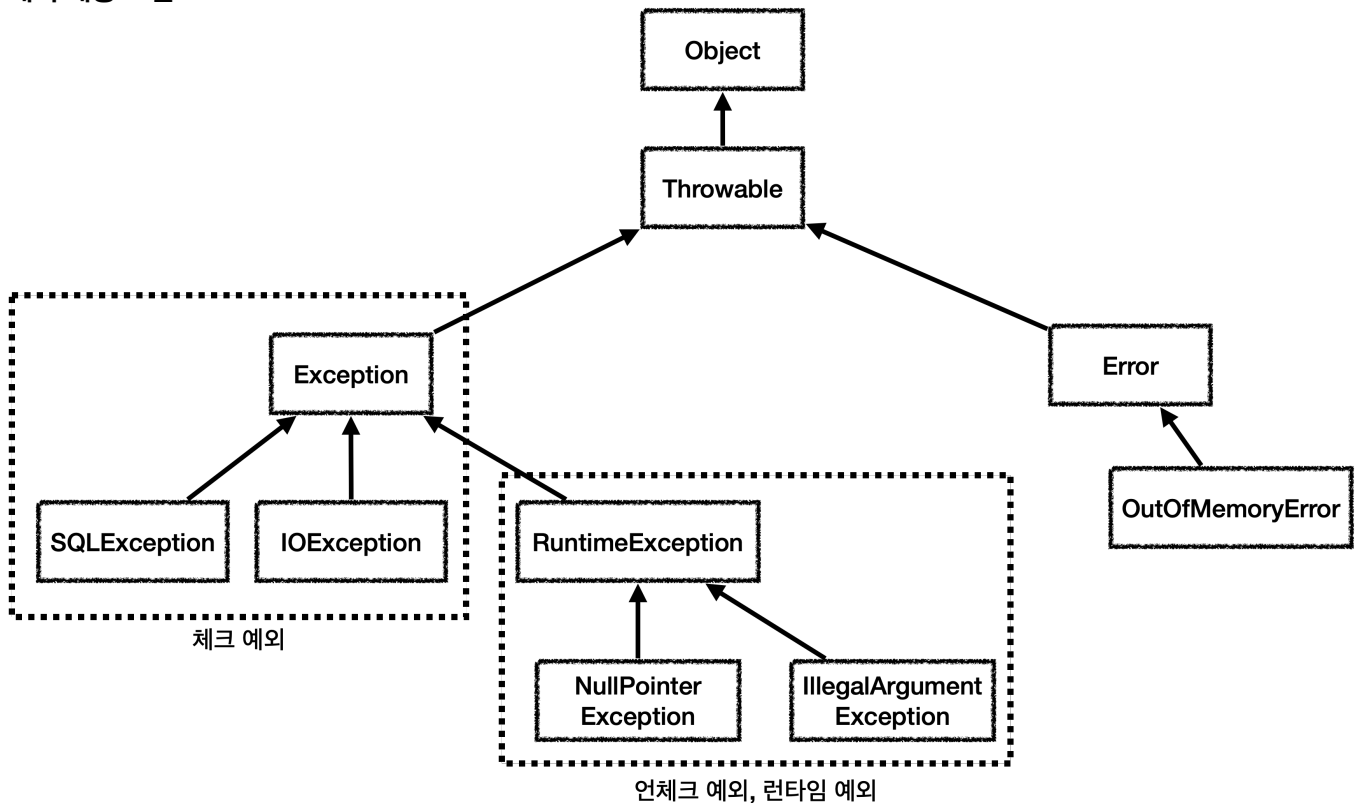 Object
Throwable
Exception
Error
SQLException
IOException
RuntimeException
OutOfMemoryError
체크 예외
NullPointer
Exception
IllegalArgument
Exception
언체크 예외, 런타임 예외